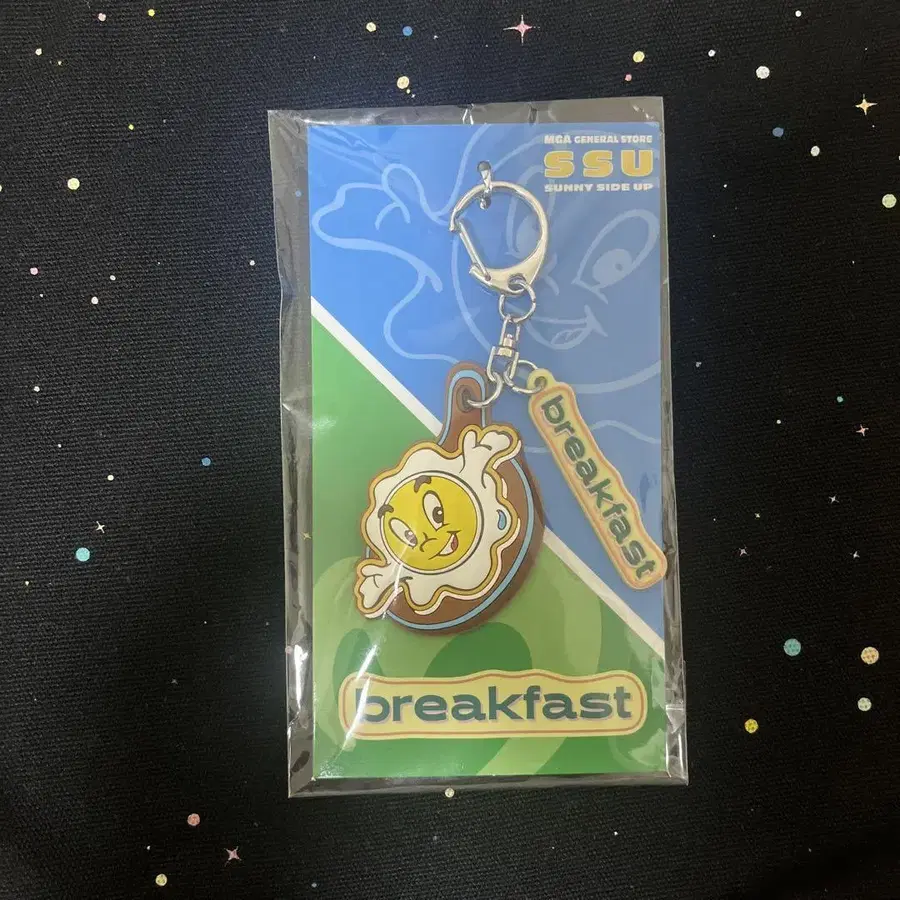 MGA GENERAL STORE
SSU
SUNNY SIDE UP
breakfast
breakfast